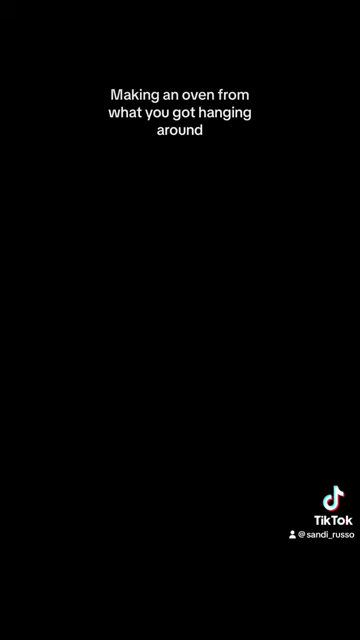 Making an oven from
what you got hanging
around
TikTok
@sandi_russo